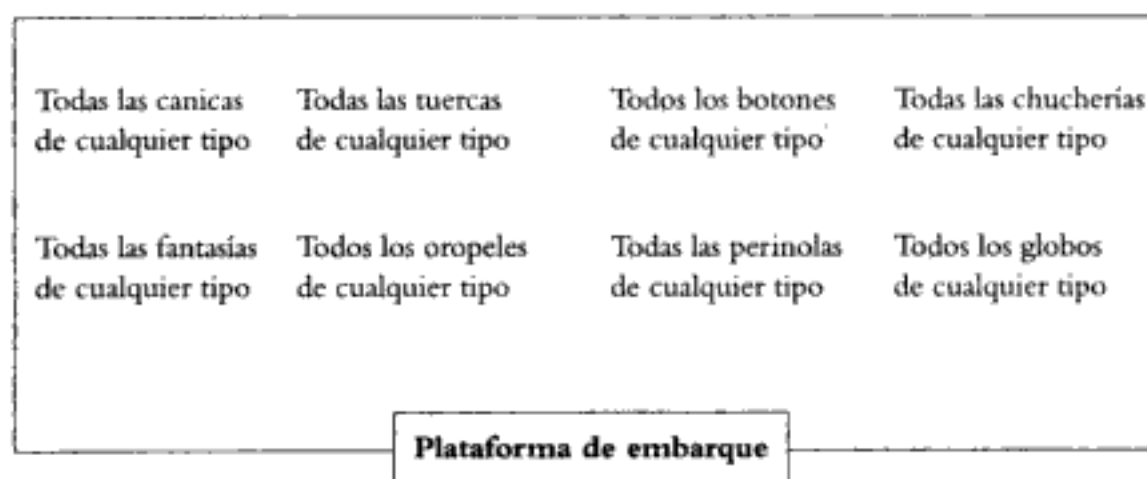 Todas las canicas
de cualquier tipo
Todas las tuercas
de cualquier tipo
Todos los botones
de cualquier tipo
Todas las chucherías
de cualquier tipo
Todas las fantasías
de cualquier tipo
Todos los oropeles
de cualquier tipo
Todas las perinolas
de cualquier tipo
Todos los globos
de cualquier tipo
Plataforma de embarque